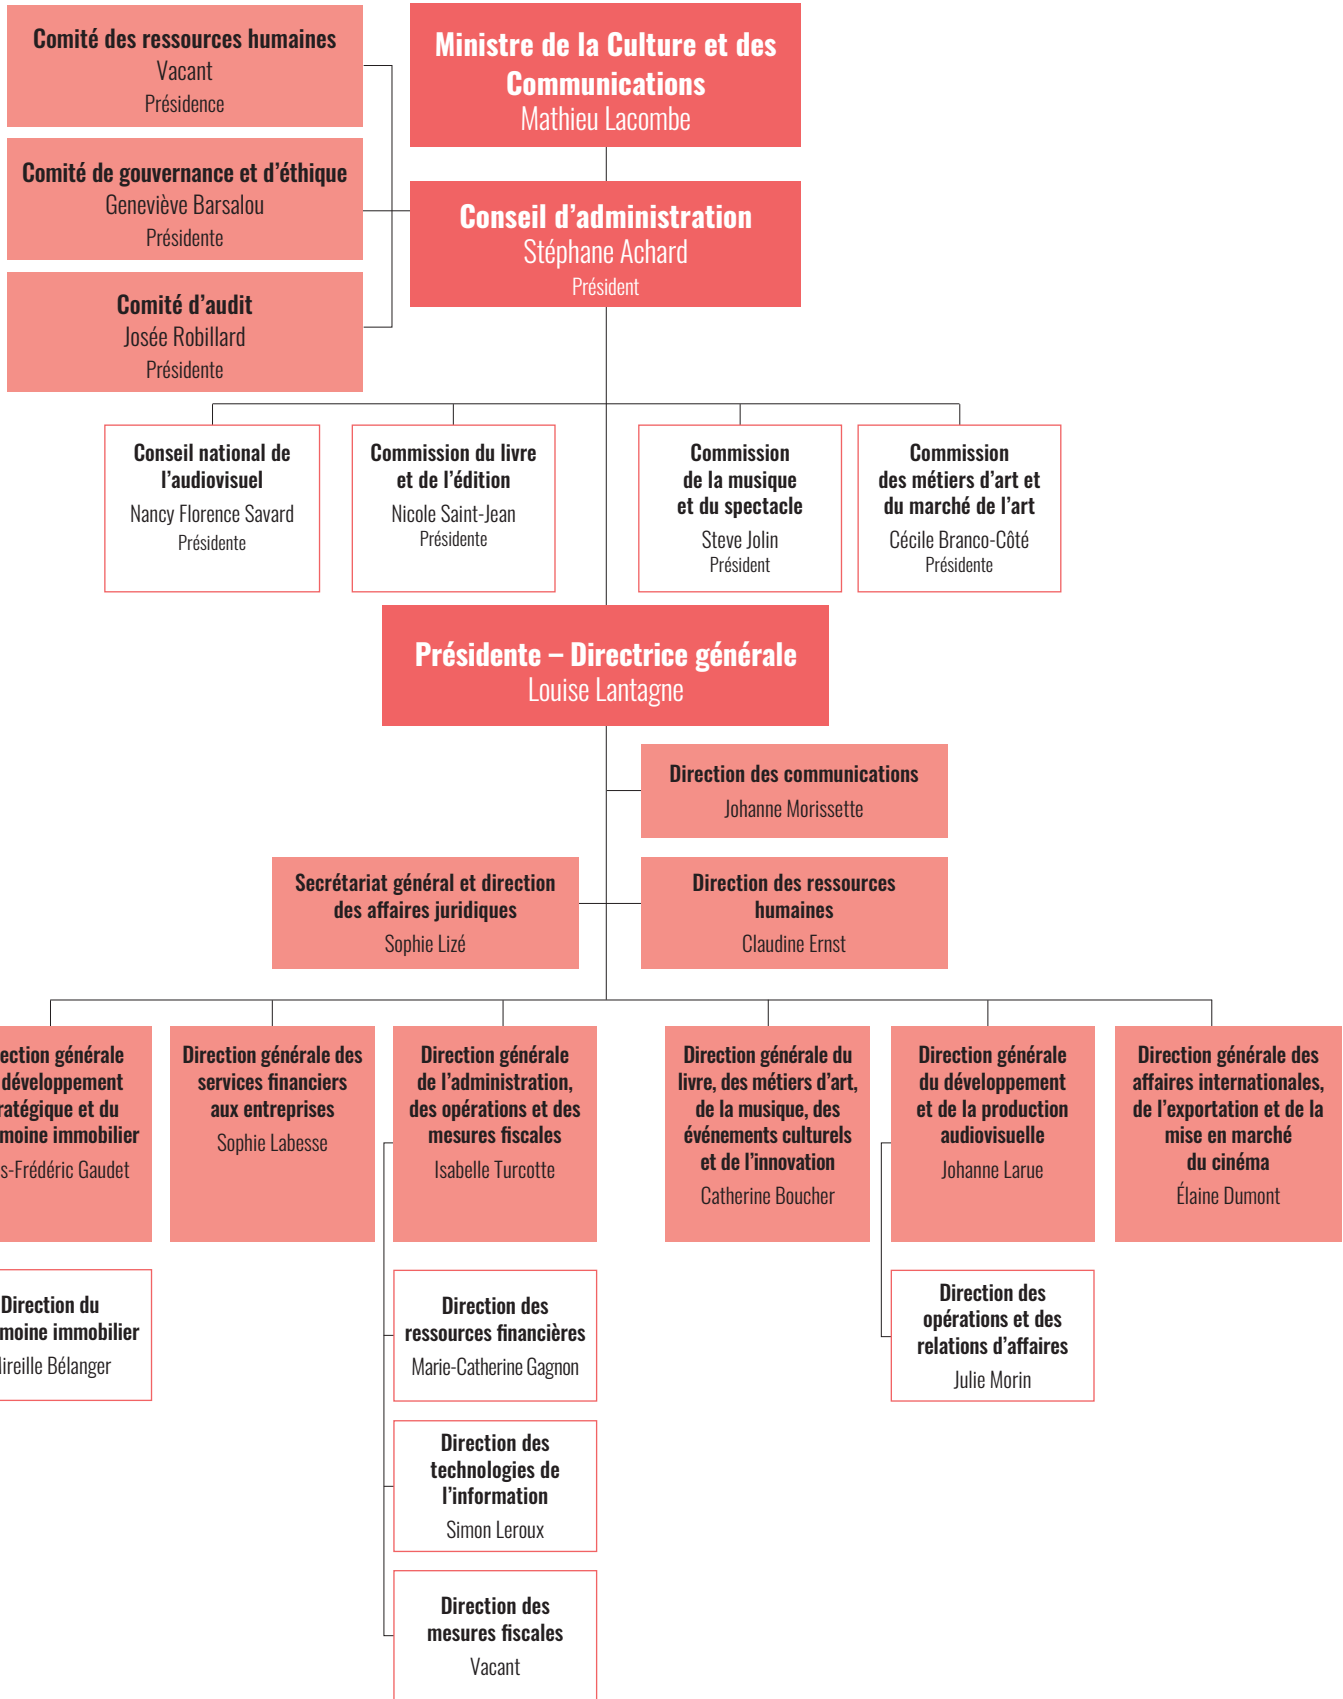 Comité des ressources humaines
Vacant
Présidence
Ministre de la Culture et des
Communications
Mathieu Lacombe
Comité de gouvernance et d'éthique
Geneviève Barsalou
Présidente
Conseil d'administration
Stéphane Achard
Président
Comité d'audit
Josée Robillard
Présidente
Conseil national de
l'audiovisuel
Nancy Florence Savard
Présidente
Commission du livre
et de l'édition
Nicole Saint-Jean
Présidente
Commission
de la musique
et du spectacle
Steve Jolin
Président
Commission
des métiers d'art et
du marché de l'art
Cécile Branco-Côté
Présidente
Présidente – Directrice générale
Louise Lantagne
Direction des communications
Johanne Morissette
Secrétariat général et direction
des affaires juridiques
Sophie Lizé
Direction des ressources
humaines
Claudine Ernst
générale
développement
et du
immobilier
Gaudet
Direction générale des
services financiers
aux entreprises
Sophie Labesse
Direction générale
de l'administration,
des opérations et des
mesures fiscales
Isabelle Turcotte
Direction générale du
livre, des métiers d'art,
de la musique, des
événements culturels
et de l'innovation
Catherine Boucher
Direction générale
du développement
et de la production
audiovisuelle
Johanne Larue
Direction générale des
affaires internationales,
de l'exportation et de la
mise en marché
du cinéma
Élaine Dumont
Direction du
immobilier
Bélanger
Direction des
ressources financières
Marie-Catherine Gagnon
Direction des
opérations et des
relations d'affaires
Julie Morin
Direction des
technologies de
l'information
Simon Leroux
Direction des
mesures fiscales
Vacant